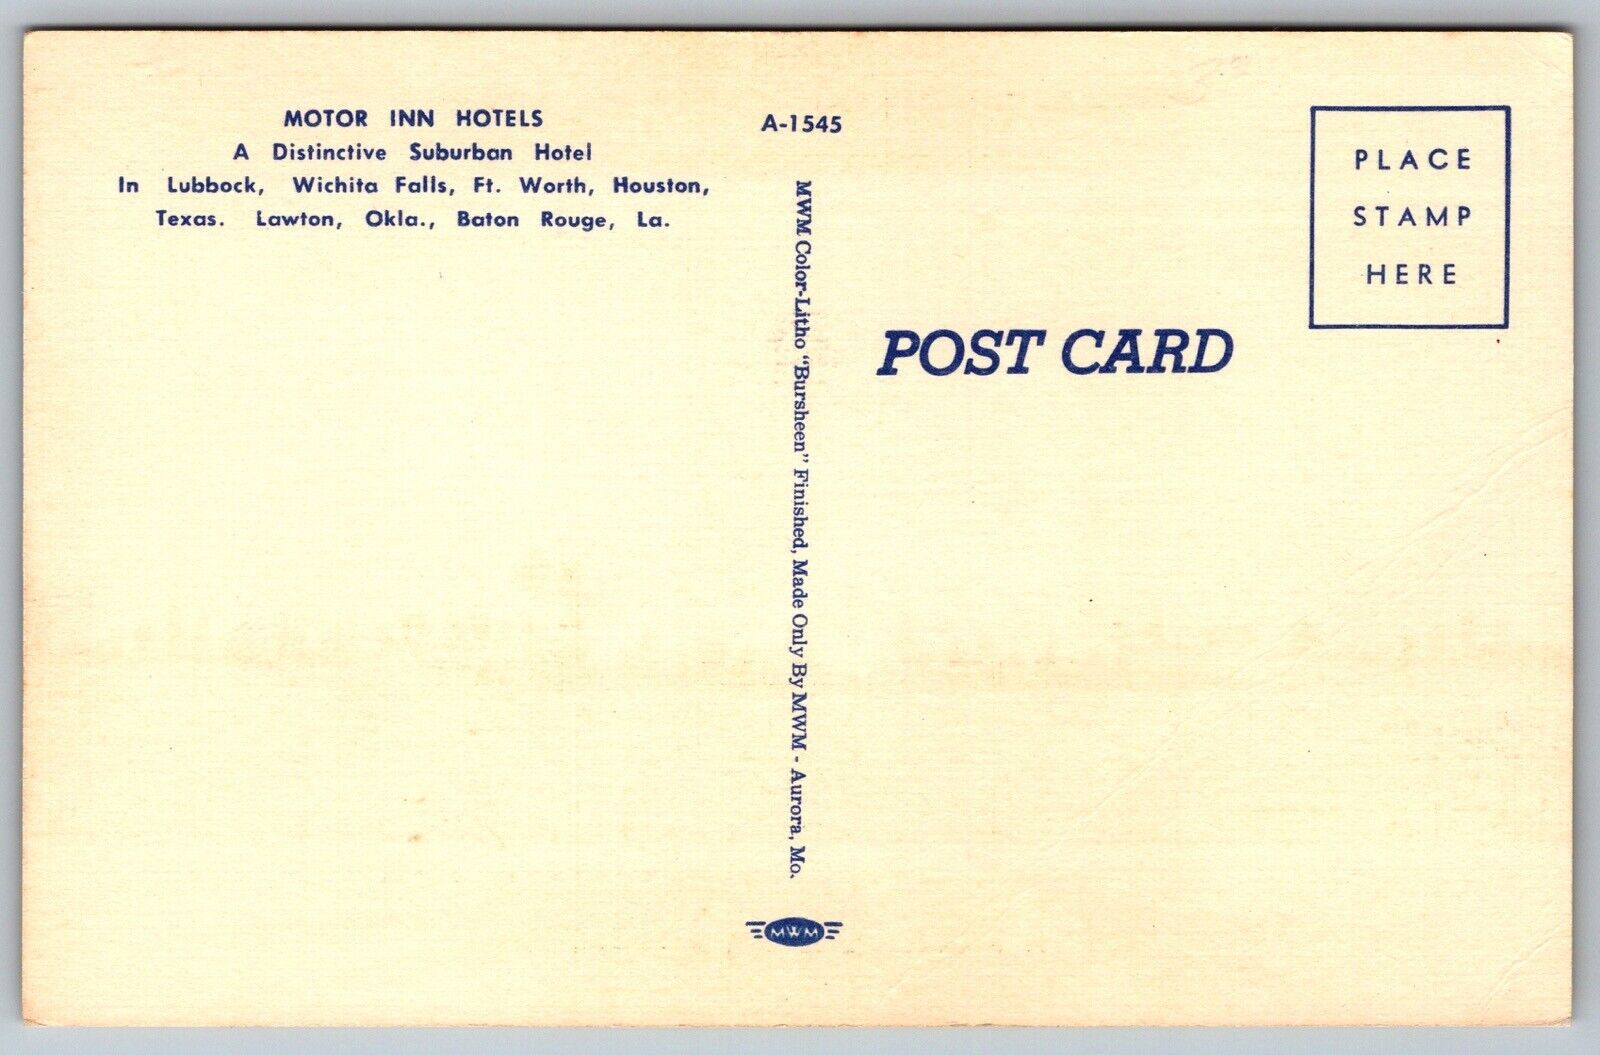 MOTOR INN HOTELS
A Distinctive Suburban Hotel
In Lubbock, Wichita Falls, Ft. Worth, Houston,
Texas. Lawton, Okla., Baton Rouge, La.
A-1545
MWM Color-Litho "Bursheen" Finished, Made Only By MWM - Aurora, Mo.
MWM
PLACE
STAMP
HERE
POST CARD